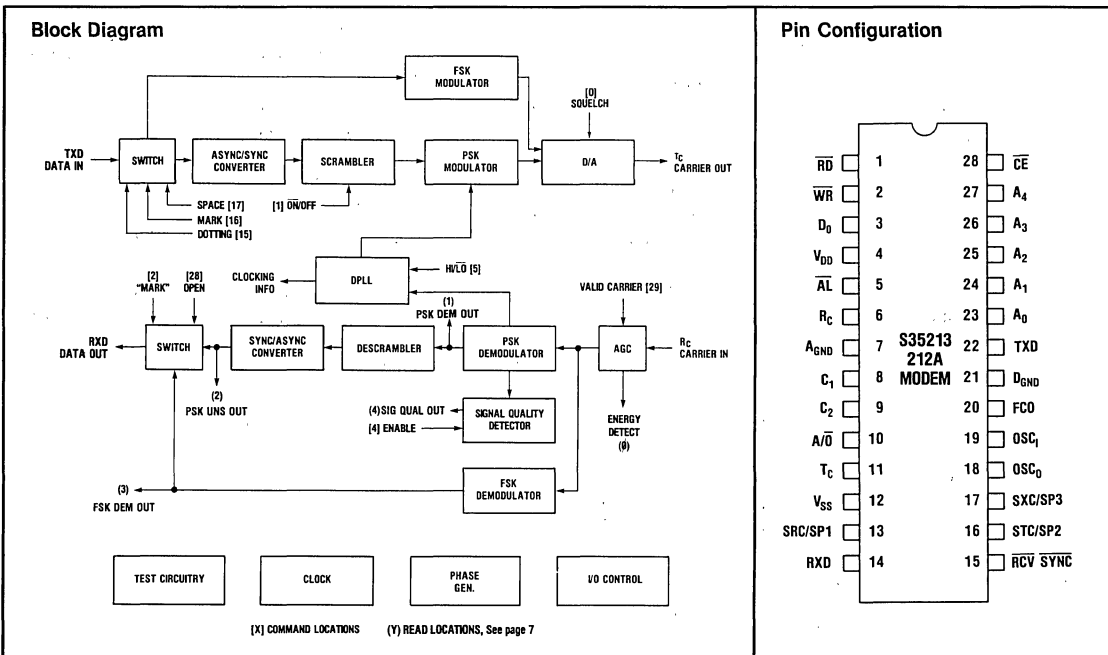 Block Diagram
FSK
MODULATOR
[0]
SQUELCH
TXD
DATA IN
SWITCH
ASYNC/SYNC
CONVERTER
SCRAMBLER
PSK
MODULATOR
D/A
TC
CARRIER OUT
SPACE [17]
MARK [16]
DOTTING [15]
[1] ON/OFF
CLOCKING
INFO
DPLL
HI/LO [5]
VALID CARRIER [29]
[2]
"MARK"
[28]
OPEN
(1)
PSK DEM OUT
RXD
DATA OUT
SWITCH
SYNC/ASYNC
CONVERTER
DESCRAMBLER
PSK
DEMODULATOR
AGC
RC
CARRIER IN
(2)
PSK UNS OUT
(4) SIG QUAL OUT
[4] ENABLE
SIGNAL QUALITY
DETECTOR
ENERGY
DETECT
(0)
(3)
FSK DEM OUT
FSK
DEMODULATOR
TEST CIRCUITRY
CLOCK
PHASE
GEN.
I/O CONTROL
[X] COMMAND LOCATIONS (Y) READ LOCATIONS, See page 7
Pin Configuration
RD 1 28 CE
WR 2 27 A4
D0 3 26 A3
VDD 4 25 A2
AL 5 24 A1
RC 6 23 A0
AGND 7 S35213 22 TXD
212A
C1 8 MODEM 21 DGND
C2 9 20 FCO
A/O 10 19 OSCI
TC 11 18 OSCO
VSS 12 17 SXC/SP3
SRC/SP1 13 16 STC/SP2
RXD 14 15 RCV SYNC